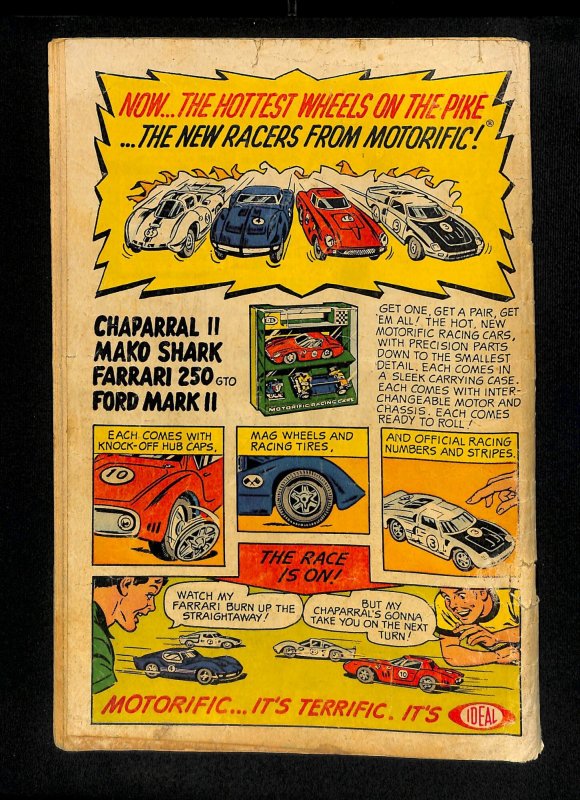 NOW... THE HOTTEST WHEELS ON THE PIKE
...THE NEW RACERS FROM MOTORIFIC!®
CHAPARRAL II
MAKO SHARK
FARRARI 250 GTO
FORD MARK II
MOTORIFIC RACING CARS
GET ONE, GET A PAIR, GET
'EM ALL! THE HOT, NEW
MOTORIFIC RACING CARS,
WITH PRECISION PARTS
DOWN TO THE SMALLEST
DETAIL. EACH COMES IN
A SLEEK CARRYING CASE.
EACH COMES WITH INTER-
CHANGEABLE MOTOR AND
CHASSIS. EACH COMES
READY TO ROLL!
EACH COMES WITH
KNOCK-OFF HUB CAPS,
10
MAG WHEELS AND
RACING TIRES,
AND OFFICIAL RACING
NUMBERS AND STRIPES.
3
THE RACE
IS ON!
WATCH MY
FARRARI BURN UP THE
STRAIGHTAWAY!
BUT MY
CHAPARRAL'S GONNA
TAKE YOU ON THE NEXT
TURN!
10
MOTORIFIC... IT'S TERRIFIC. IT'S IDEAL